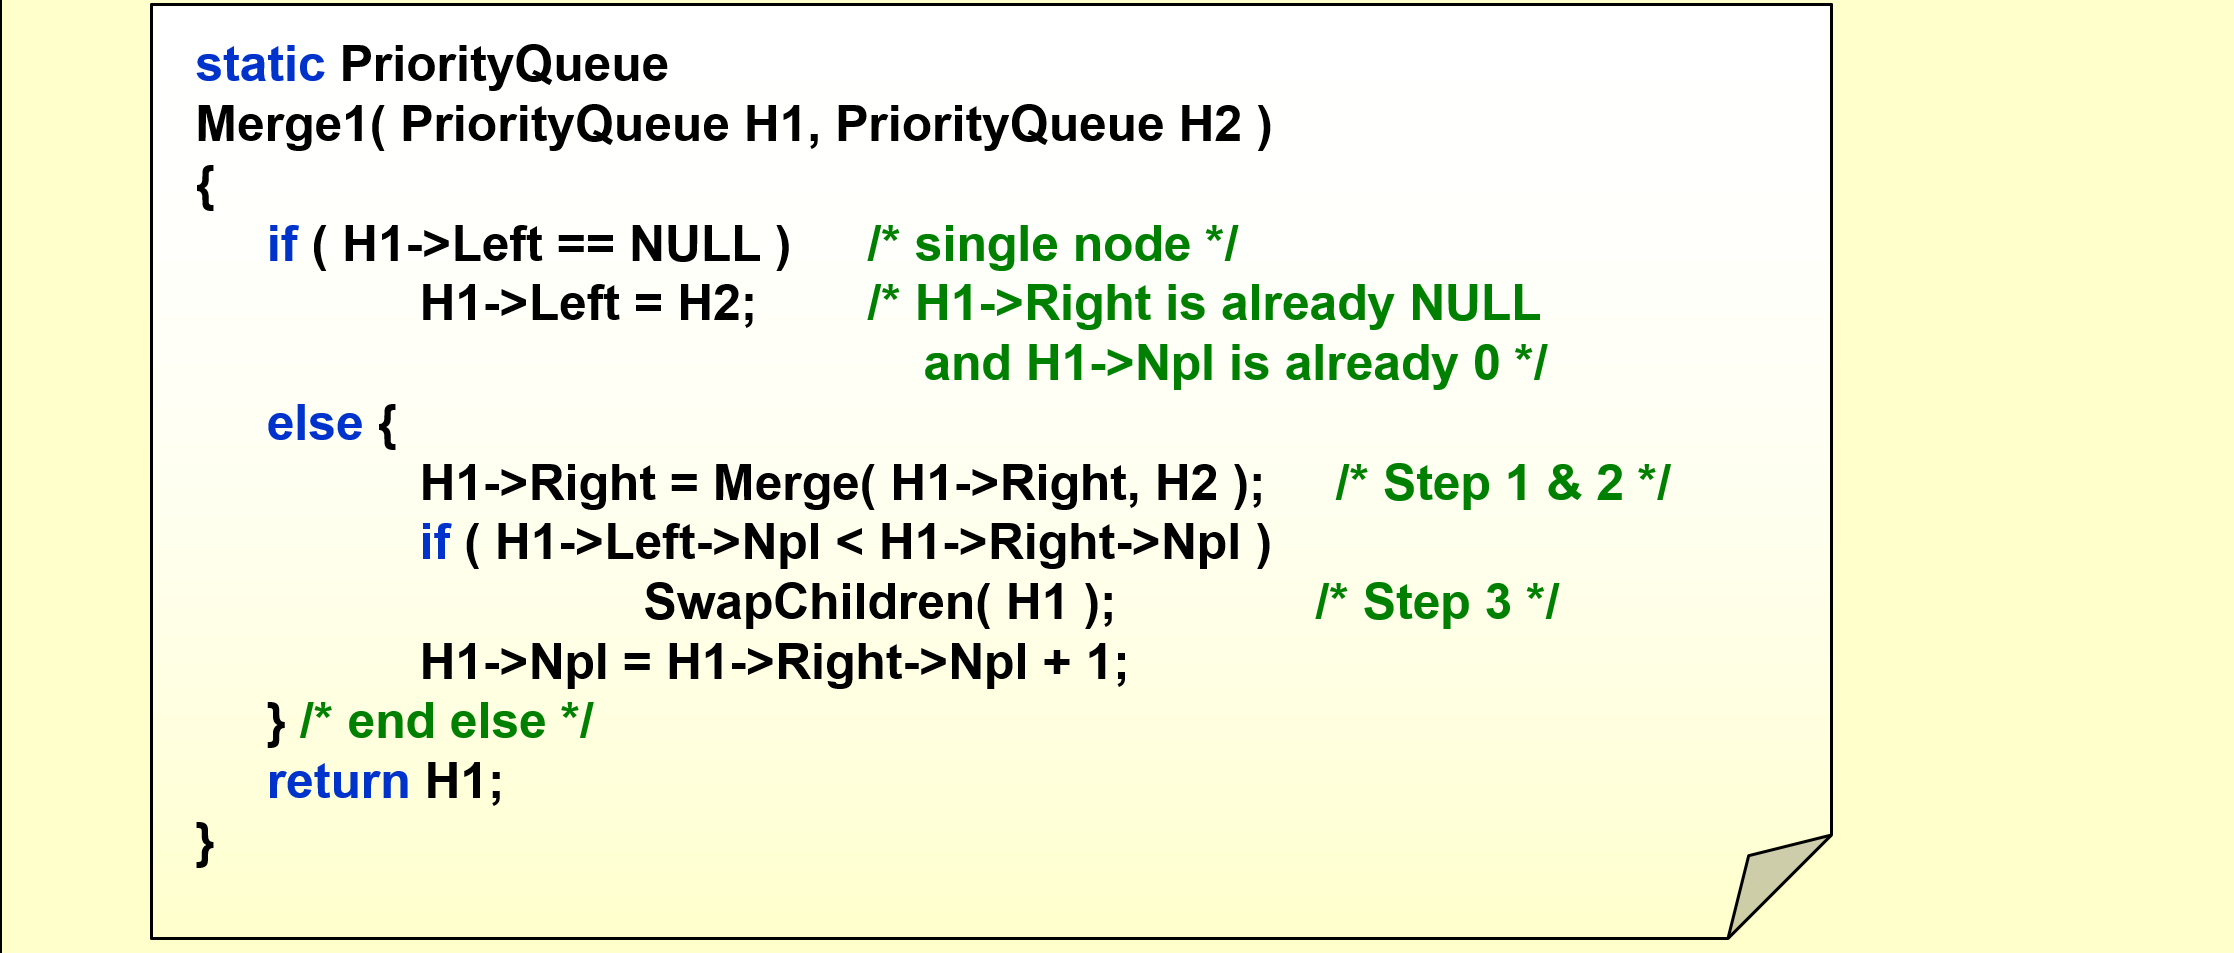 static PriorityQueue
Merge1( PriorityQueue H1, PriorityQueue H2 )
{
if ( H1->Left == NULL ) /* single node */
H1->Left = H2; /* H1->Right is already NULL
and H1->Npl is already 0 */
else {
H1->Right = Merge( H1->Right, H2 ); /* Step 1 & 2 */
if ( H1->Left->Npl < H1->Right->Npl )
SwapChildren( H1 ); /* Step 3 */
H1->Npl = H1->Right->Npl + 1;
} /* end else */
return H1;
}